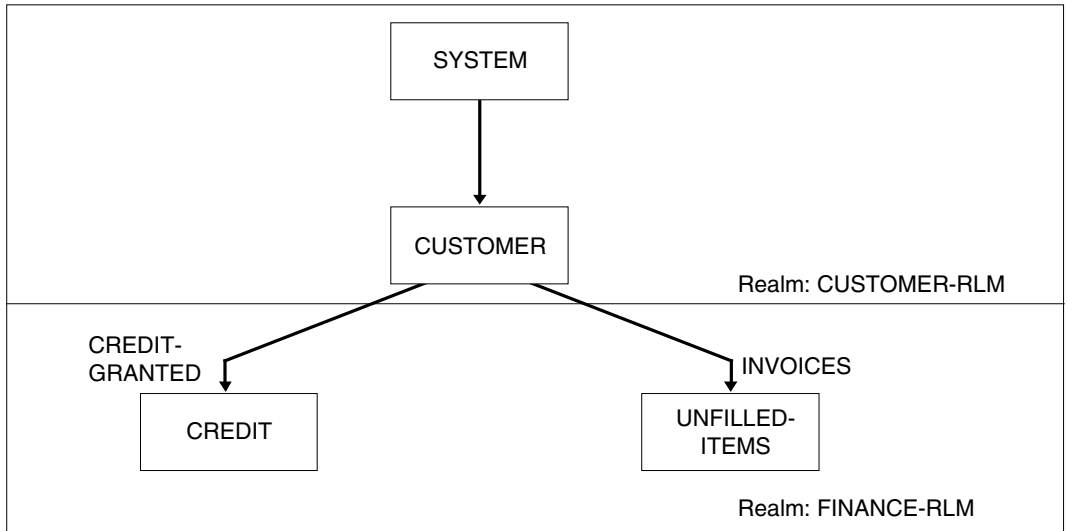 SYSTEM
CUSTOMER
Realm: CUSTOMER-RLM
CREDIT-
GRANTED
INVOICES
CREDIT
UNFILLED-
ITEMS
Realm: FINANCE-RLM